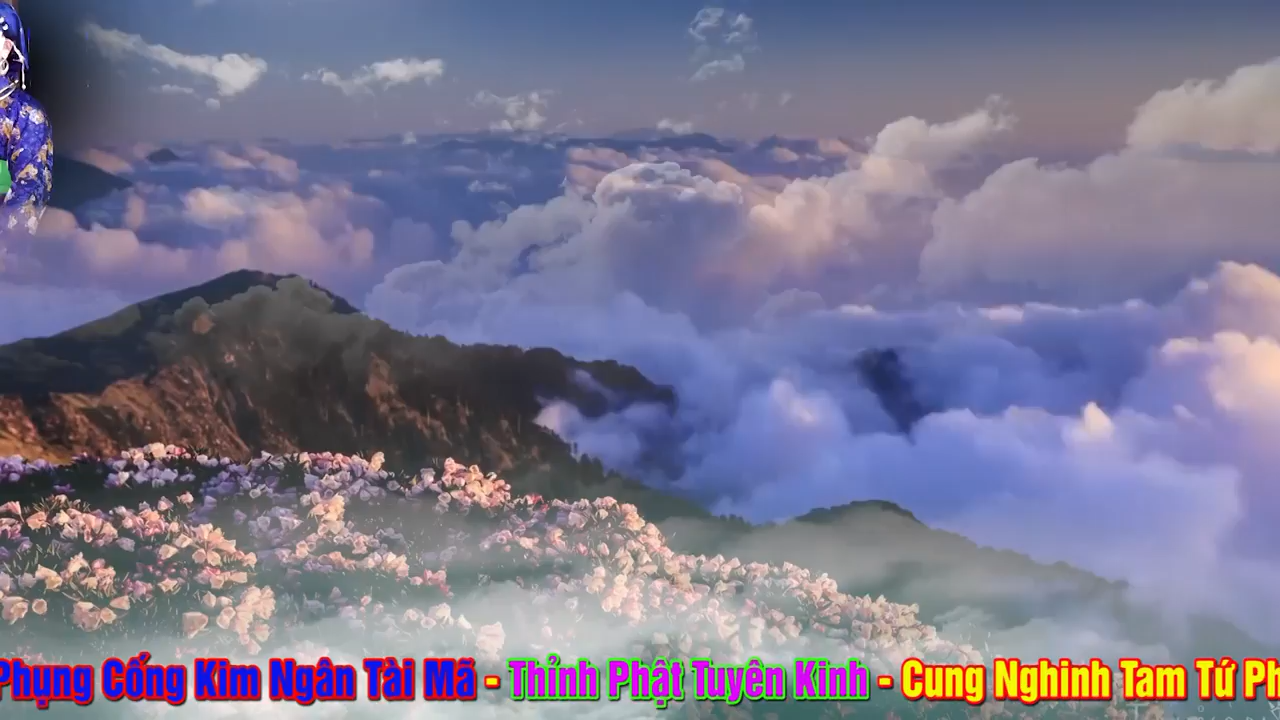 Phụng Cống Kim Ngân Tài Mã - Thỉnh Phật Tuyên Kinh - Cung Nghinh Tam Tứ